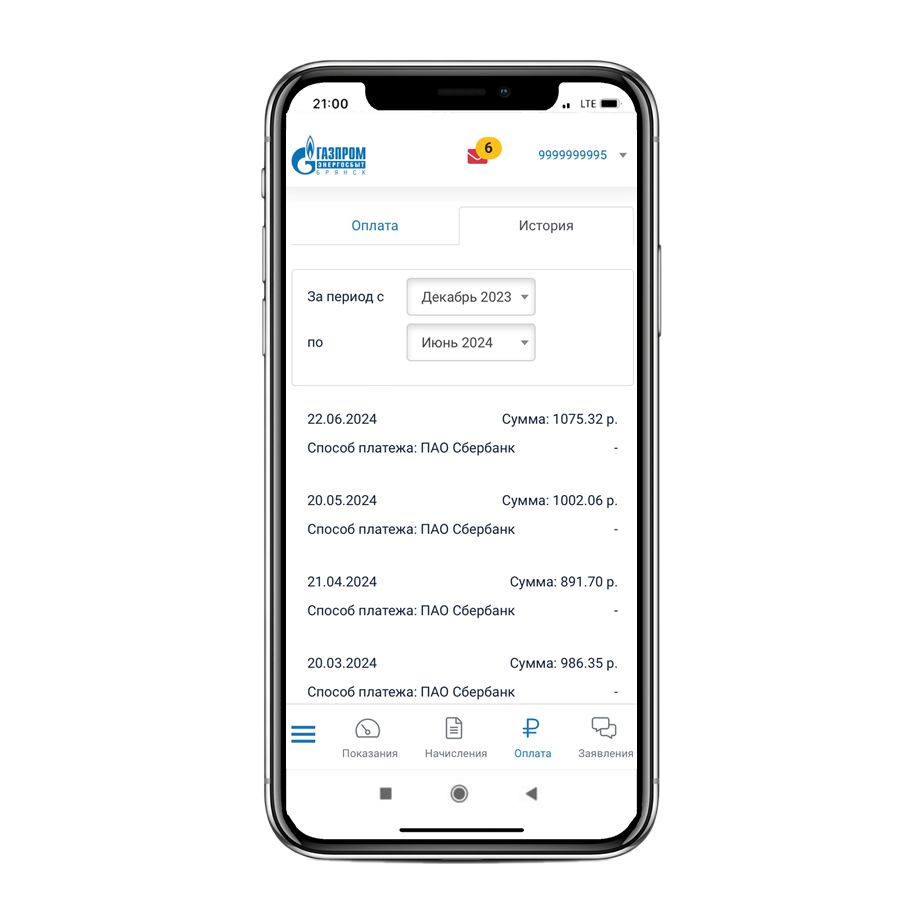 21:00
LTE
ГАЗПРОМ
ЭНЕРГОСБЫТ
БРЯНСК
6
9999999995
Оплата
История
За период с
Декабрь 2023
по
Июнь 2024
22.06.2024
Сумма: 1075.32 р.
Способ платежа: ПАО Сбербанк
-
20.05.2024
Сумма: 1002.06 р.
Способ платежа: ПАО Сбербанк
-
21.04.2024
Сумма: 891.70 р.
Способ платежа: ПАО Сбербанк
-
20.03.2024
Сумма: 986.35 р.
Способ платежа: ПАО Сбербанк
-
Показания
Начисления
Оплата
Заявления